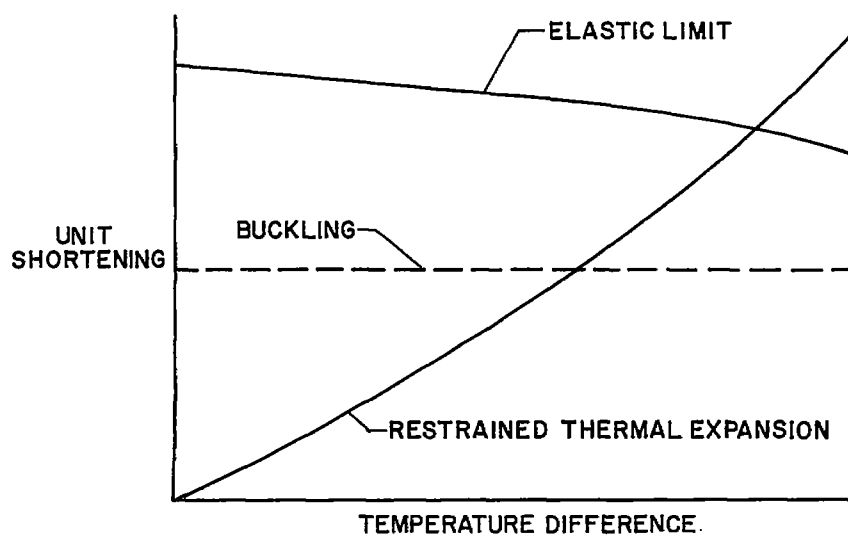 ELASTIC LIMIT
BUCKLING
UNIT
SHORTENING
RESTRAINED THERMAL EXPANSION
TEMPERATURE DIFFERENCE.